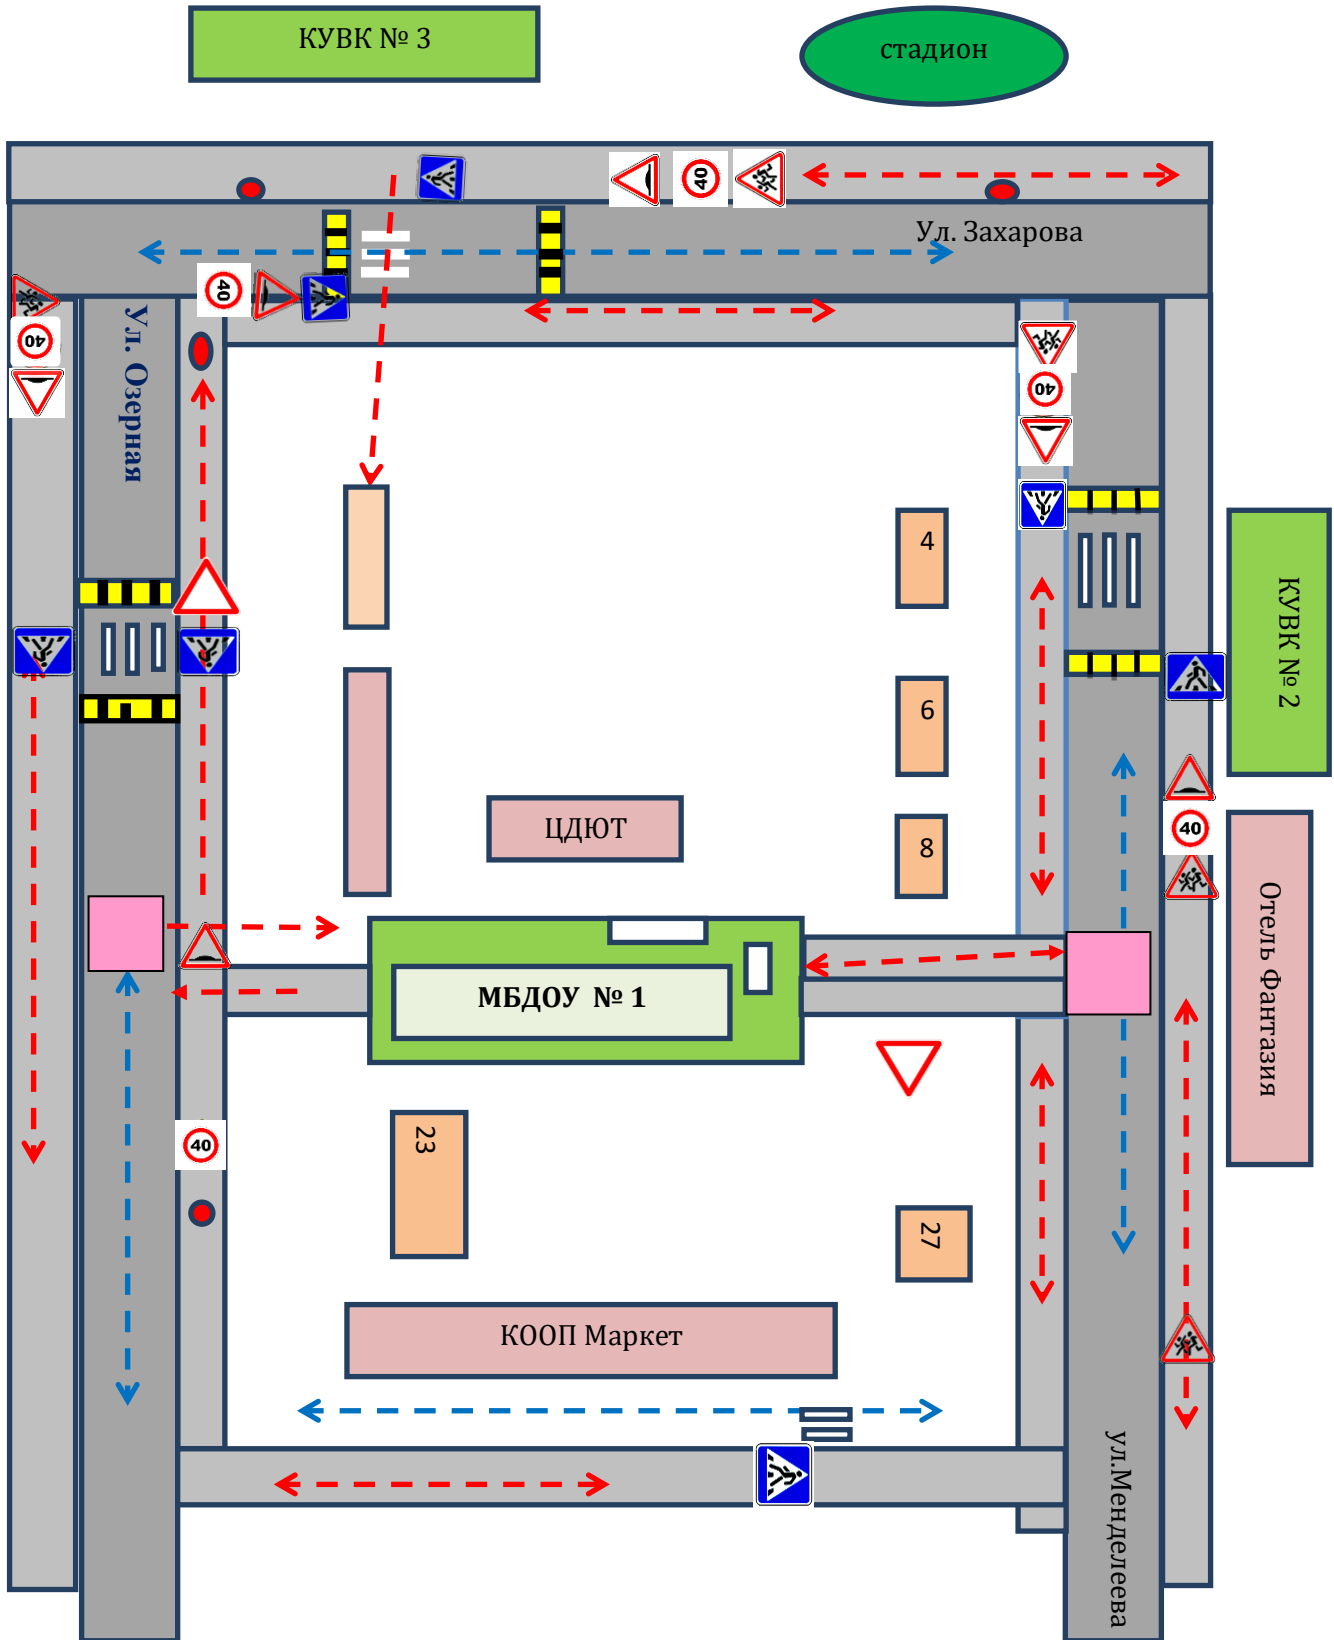 КУВК № 3
стадион
40
Ул. Захарова
40
40
Ул. Озерная
40
4
КУВК № 2
6
ЦДЮТ
8
40
Отель Фантазия
МБДОУ № 1
23
40
27
КООП Маркет
ул.Менделеева